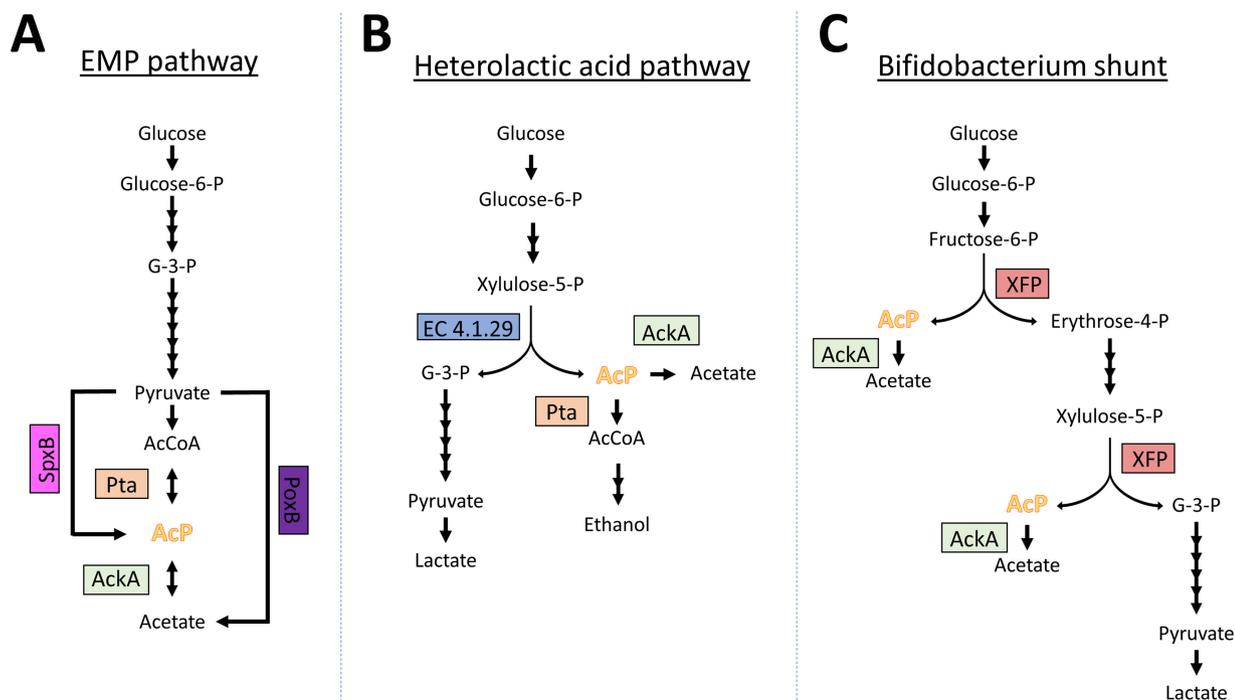 A
EMP pathway
Glucose
Glucose-6-P
G-3-P
Pyruvate
AcCoA
SpxB
Pta
PoxB
AcP
AckA
Acetate
B
Heterolactic acid pathway
Glucose
Glucose-6-P
Xylulose-5-P
EC 4.1.29
AckA
G-3-P
AcP
Acetate
Pta
AcCoA
Pyruvate
Ethanol
Lactate
C
Bifidobacterium shunt
Glucose
Glucose-6-P
Fructose-6-P
XFP
AcP
Erythrose-4-P
AckA
Acetate
Xylulose-5-P
XFP
AcP
G-3-P
AckA
Acetate
Pyruvate
Lactate